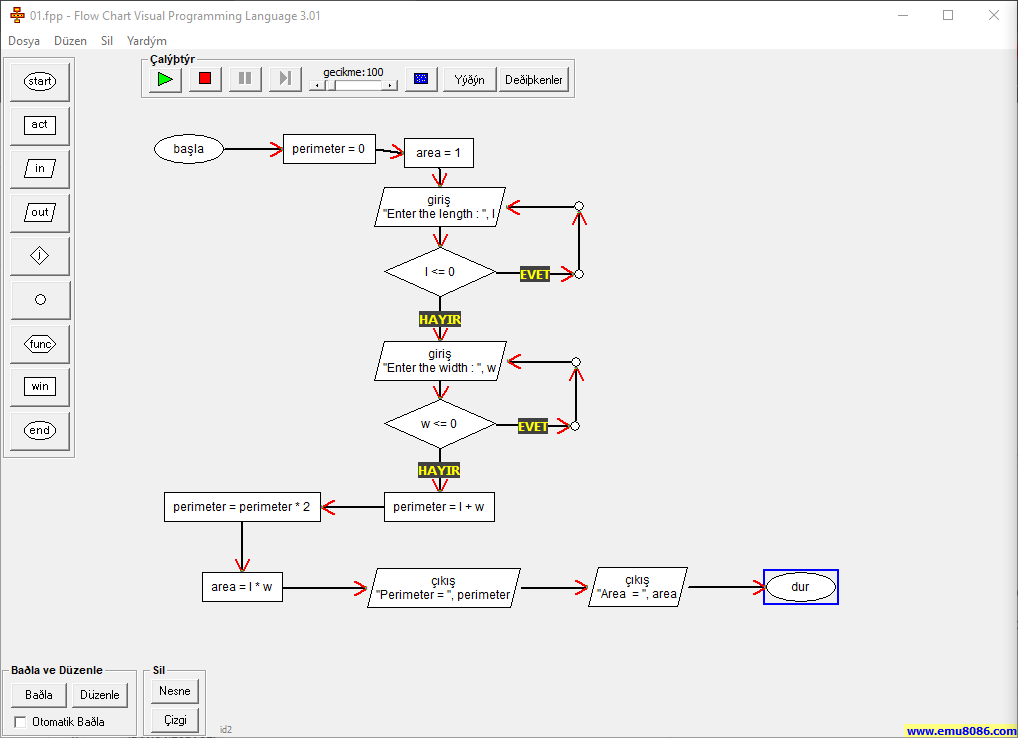 01.fpp - Flow Chart Visual Programming Language 3.01
Dosya Düzen Sil Yardým
Çalýþtýr
gecikme:100
Yýðýn
Deðiþkenler
start
act
in
out
j
func
win
end
başla
perimeter = 0
area = 1
giriş
"Enter the length : ", l
l <= 0
EVET
HAYIR
giriş
"Enter the width : ", w
w <= 0
EVET
HAYIR
perimeter = l + w
perimeter = perimeter * 2
area = l * w
çıkış
"Perimeter = ", perimeter
çıkış
"Area  = ", area
dur
Baðla ve Düzenle
Baðla
Düzenle
Otomatik Baðla
Sil
Nesne
Çizgi
id2
www.emu8086.com